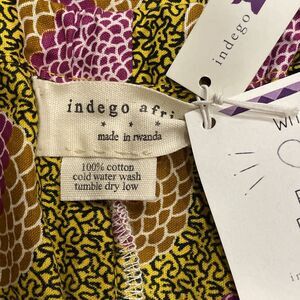 indego
indego afri
made in rwanda
100% cotton
cold water wash
tumble dry low